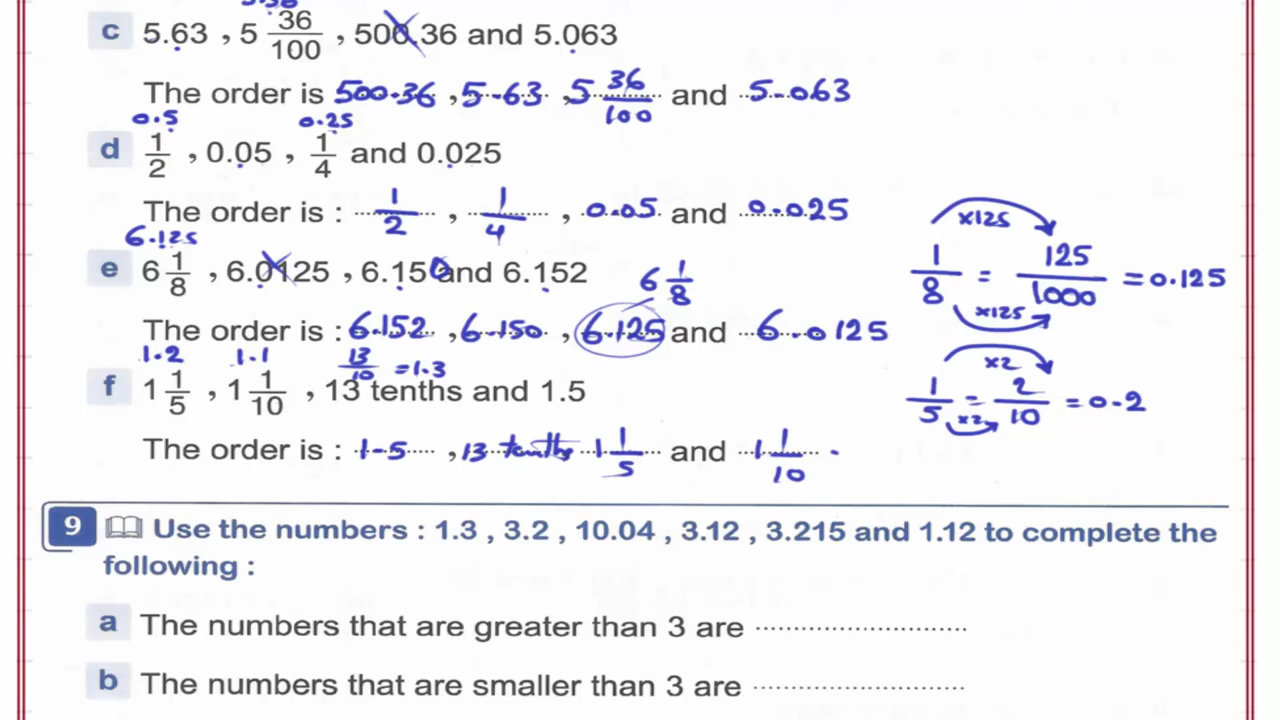 5.36
c 5.63 , 5 36/100 , 500.36 and 5.063
The order is 500.36 , 5.63 , 5 36/100 and 5.063
0.5 0.25
d 1/2 , 0.05 , 1/4 and 0.025
The order is : 1/2 , 1/4 , 0.05 and 0.025
6.125
e 6 1/8 , 6.0125 , 6.150 and 6.152
6 1/8
The order is : 6.152 , 6.150 , 6.125 and 6.0125
1.2 1.1 13/10 = 1.3
f 1 1/5 , 1 1/10 , 13 tenths and 1.5
The order is : 1.5 , 13 tenths 1 1/5 and 1 1/10 .
×125
1/8 = 125/1000 = 0.125
×125
×2
1/5 = 2/10 = 0.2
×2
9 Use the numbers : 1.3 , 3.2 , 10.04 , 3.12 , 3.215 and 1.12 to complete the
following :
a The numbers that are greater than 3 are
b The numbers that are smaller than 3 are